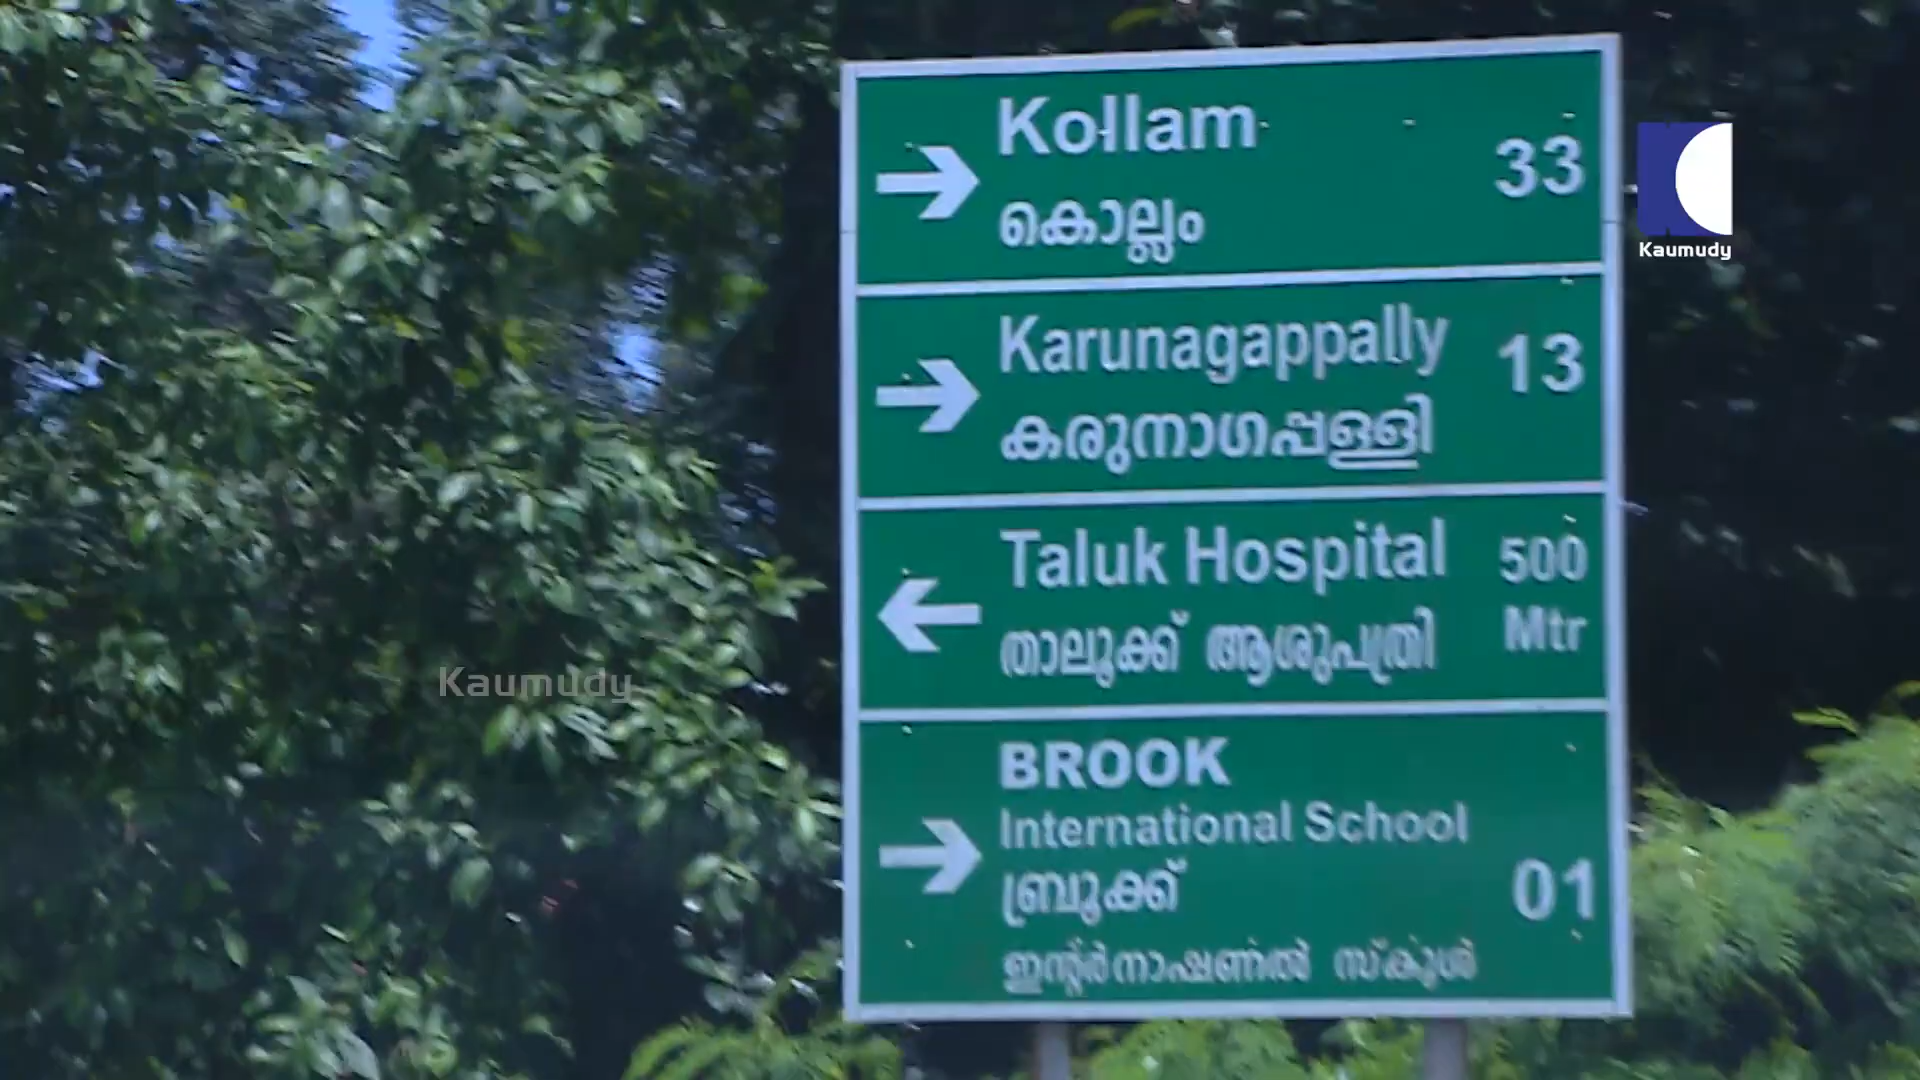 Kollam
കൊല്ലം
33
Karunagappally
കരുനാഗപ്പള്ളി
13
Taluk Hospital
താലൂക്ക് ആശുപത്രി
500
Mtr
BROOK
International School
ബ്രൂക്ക്
ഇന്റർനാഷണൽ സ്കൂൾ
01
Kaumudy
Kaumudy